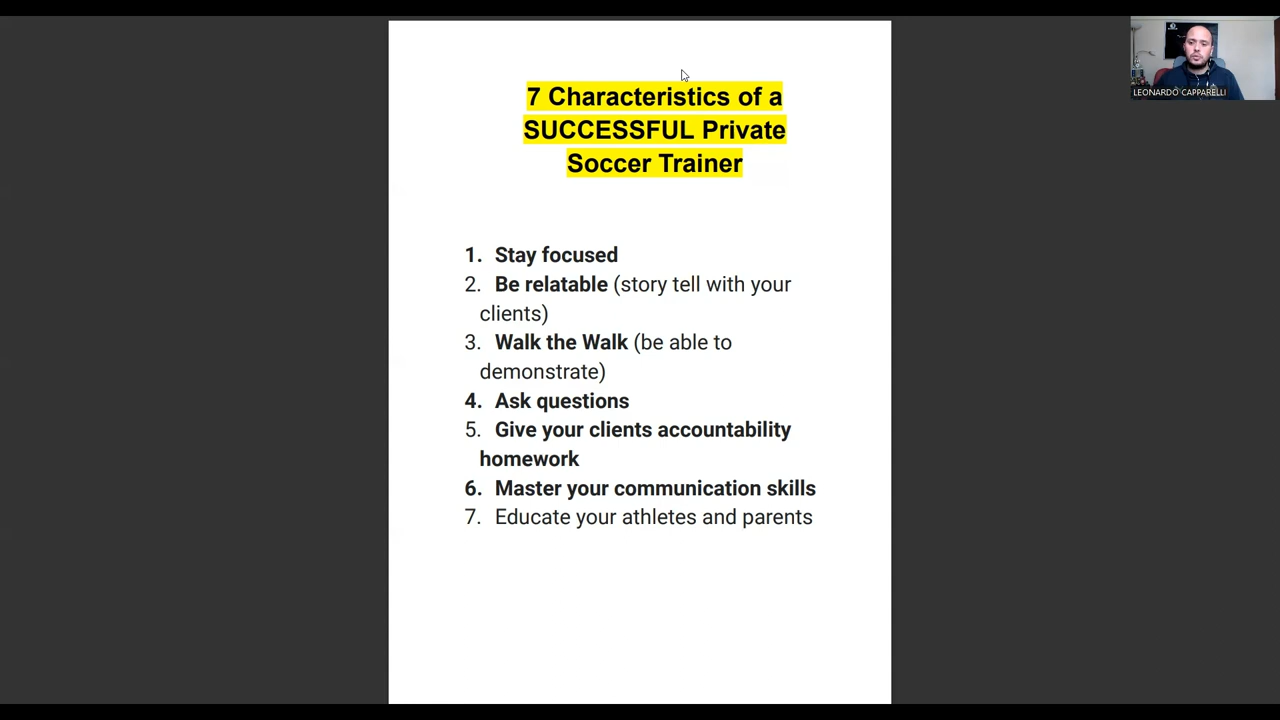 7 Characteristics of a
SUCCESSFUL Private
Soccer Trainer
1. Stay focused
2. Be relatable (story tell with your
clients)
3. Walk the Walk (be able to
demonstrate)
4. Ask questions
5. Give your clients accountability
homework
6. Master your communication skills
7. Educate your athletes and parents
LEONARDO CAPPARELLI